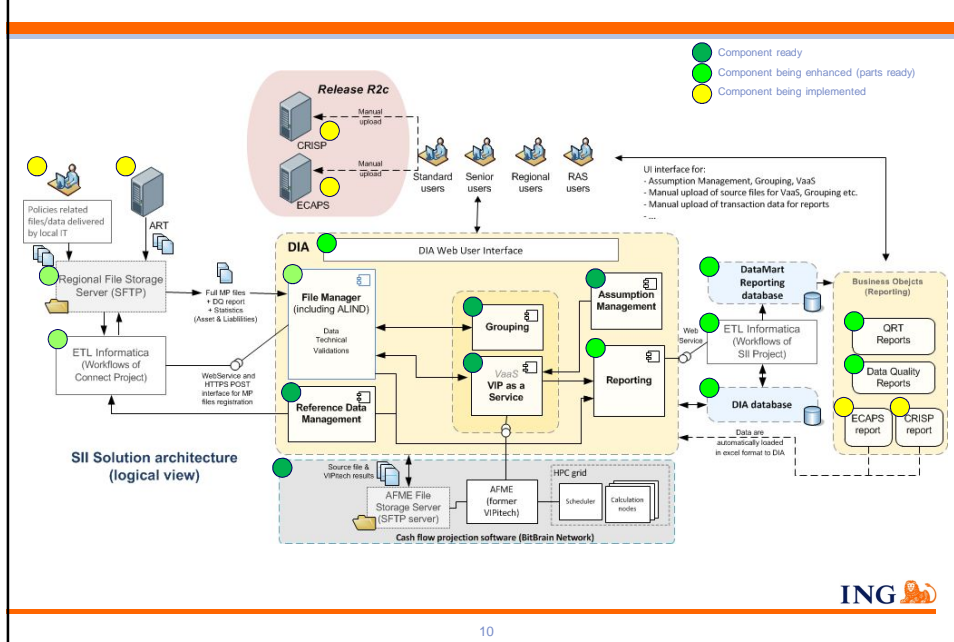 Component ready
Component being enhanced (parts ready)
Component being implemented
Release R2c
Manual
upload
CRISP
Manual
upload
ECAPS
Standard
users
Senior
users
Regional
users
RAS
users
UI interface for:
- Assumption Management, Grouping, VaaS
- Manual upload of source files for VaaS, Grouping etc.
- Manual upload of transaction data for reports
- ...
Policies related
files/data delivered
by local IT
ART
Regional File Storage
Server (SFTP)
Full MP files
+ DQ report
+ Statistics
(Asset & Liabilities)
ETL Informatica
(Workflows of
Connect Project)
WebService and
HTTPS POST
interface for MP
files registration
SII Solution architecture
(logical view)
DIA
DIA Web User Interface
File Manager
(including ALIND)
Data
Technical
Validations
Grouping
VaaS
VIP as a
Service
Assumption
Management
Reporting
Reference Data
Management
Web
Service
DataMart
Reporting
database
ETL Informatica
(Workflows of
SII Project)
DIA database
Business Obejcts
(Reporting)
QRT
Reports
Data Quality
Reports
ECAPS
report
CRISP
report
Data are
automatically loaded
in excel format to DIA
Source file &
VIPitech results
AFME File
Storage Server
(SFTP server)
AFME
(former
VIPitech)
HPC grid
Scheduler
Calculation
nodes
Cash flow projection software (BitBrain Network)
ING
10